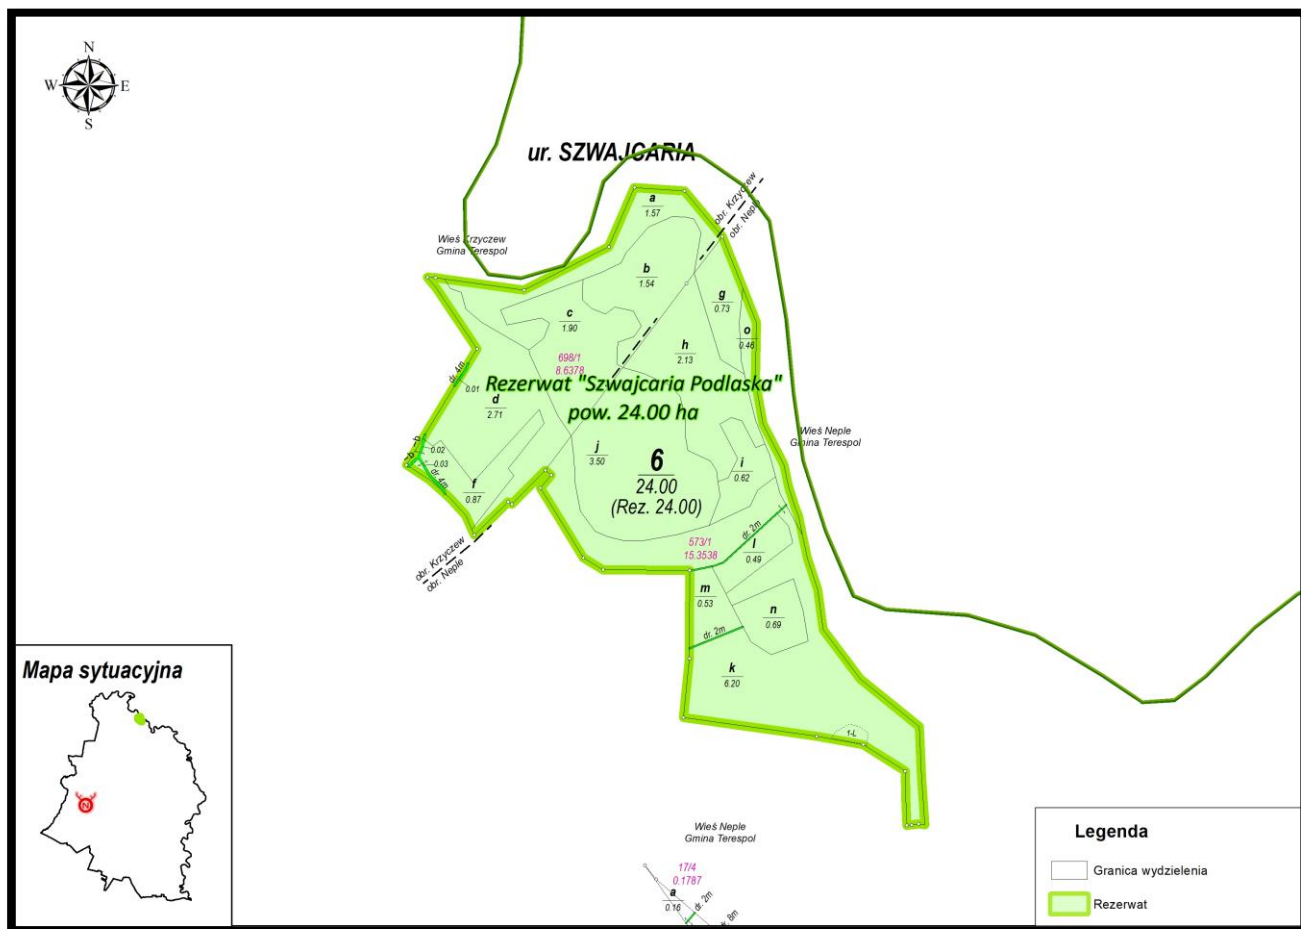 N
W E
S
ur. SZWAJCARIA
obr. Krzyczew
obr. Neple
a
1.57
Wieś Krzyczew
Gmina Terespol
b
1.54
g
0.73
c
1.90
o
0.46
h
2.13
698/1
8.6378
dr. 4m
0.01
Rezerwat "Szwajcaria Podlaska"
pow. 24.00 ha
d
2.71
Wieś Neple
Gmina Terespol
j
3.50
6
24.00
(Rez. 24.00)
i
0.62
b
b
0.02
0.03
dr. 4m
f
0.87
obr. Krzyczew
obr. Neple
573/1
15.3538
dr. 2m
l
0.49
m
0.53
n
0.69
dr. 2m
k
6.20
1-L
Mapa sytuacyjna
N
Wieś Neple
Gmina Terespol
17/4
0.1787
a
0.16
dr. 2m
dr. 8m
Legenda
Granica wydzielenia
Rezerwat